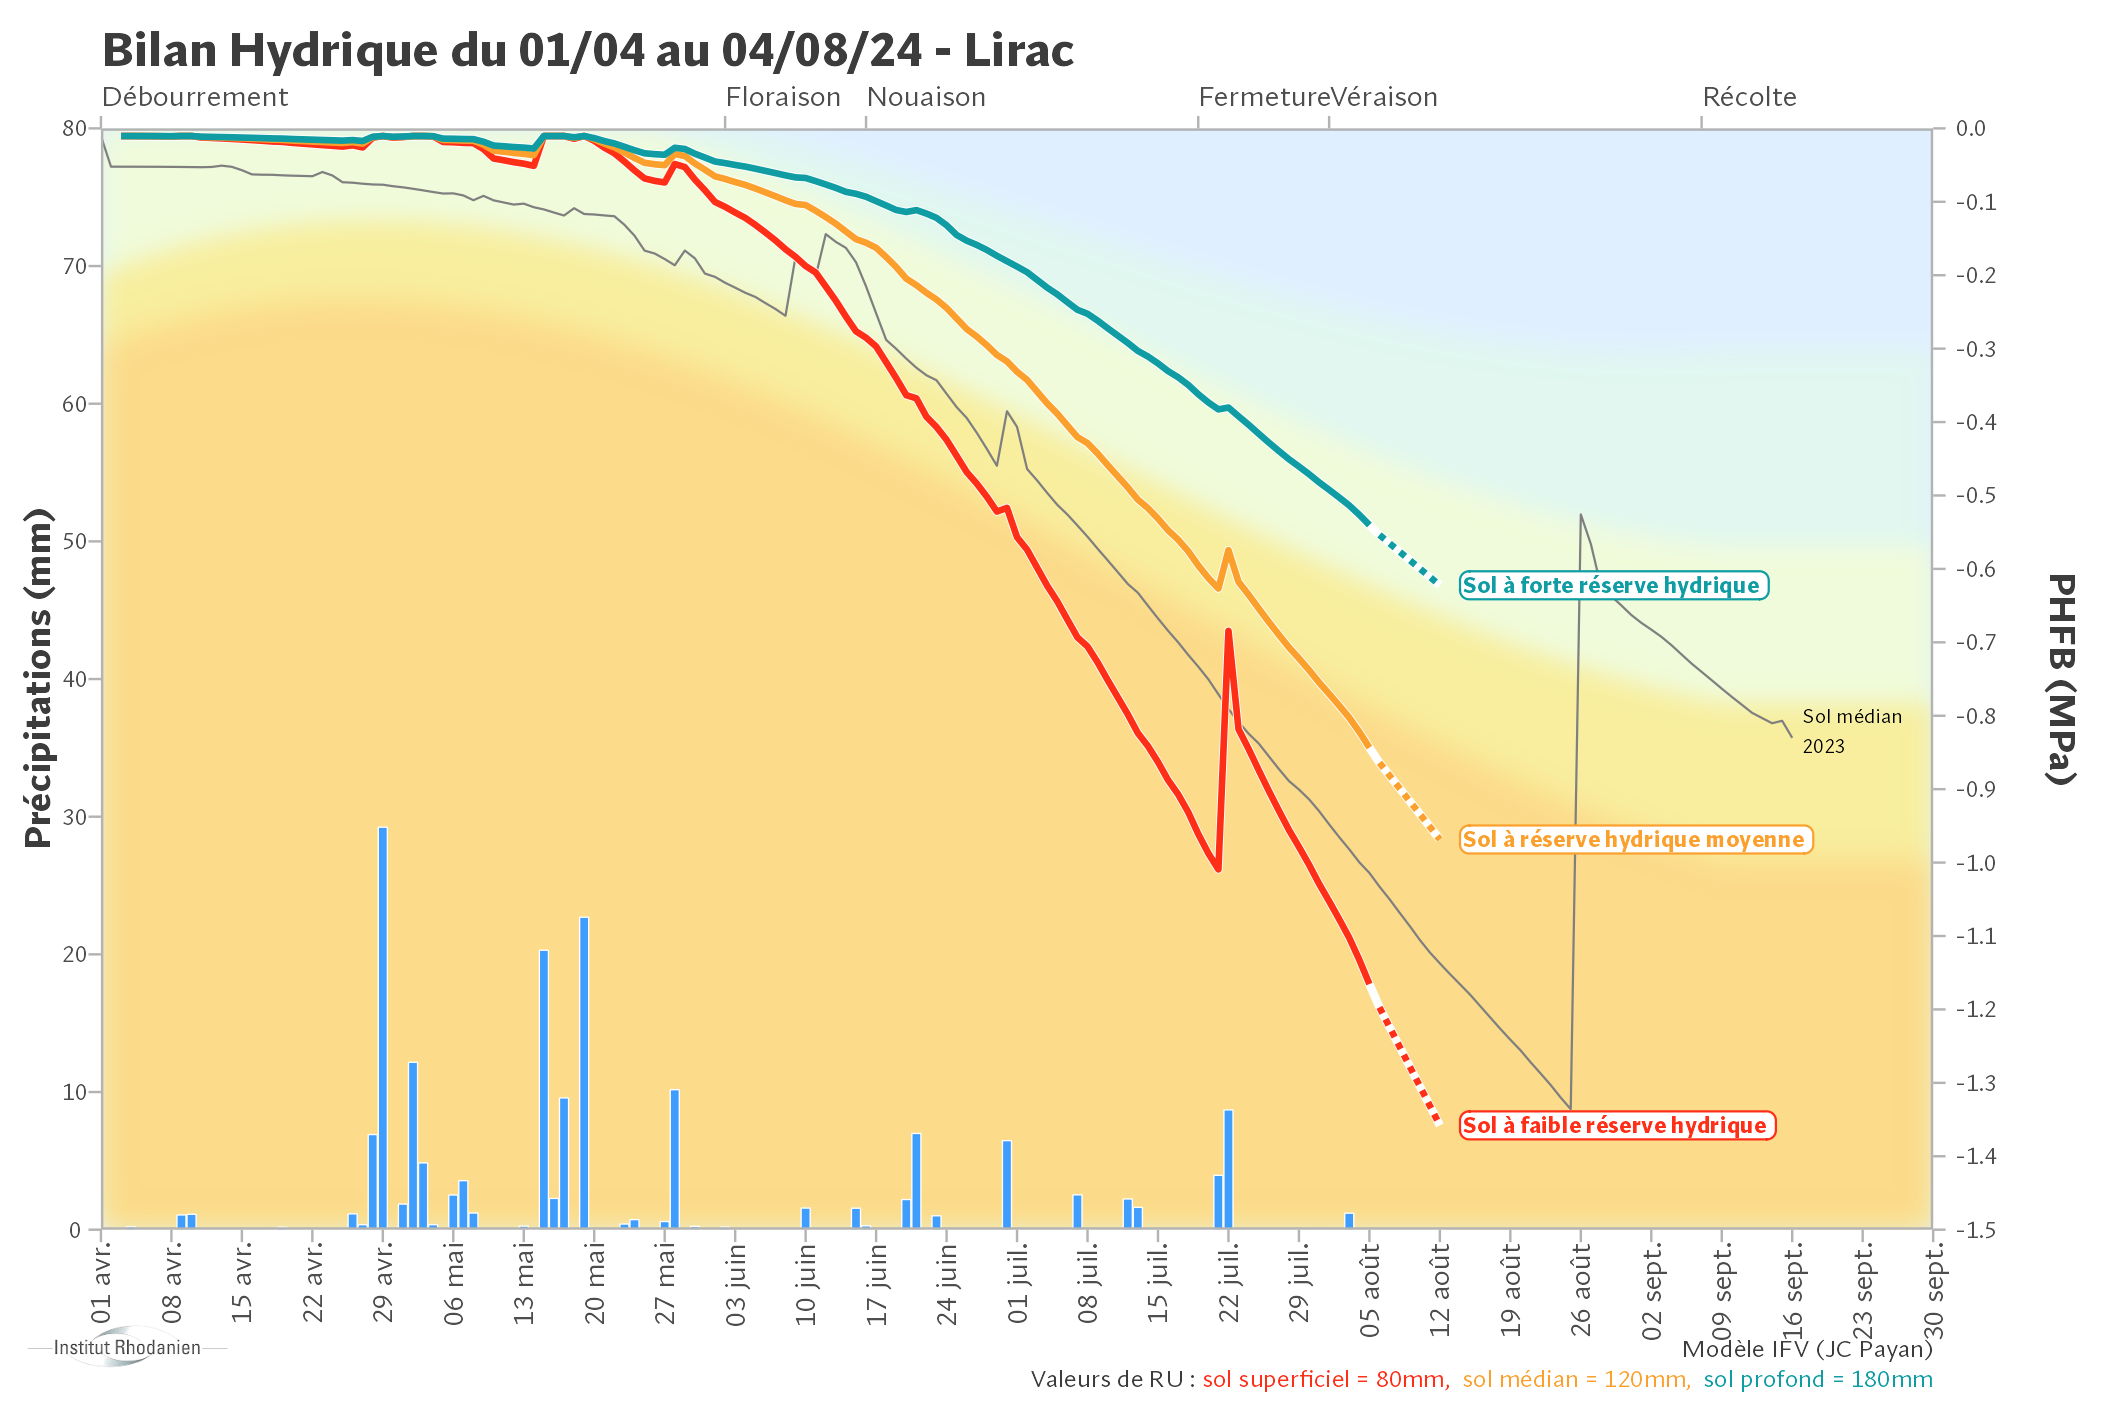 Bilan Hydrique du 01/04 au 04/08/24 - Lirac
Débourrement Floraison Nouaison Fermeture Véraison Récolte
Précipitations (mm)
80
70
60
50
40
30
20
10
0
0.0
-0.1
-0.2
-0.3
-0.4
-0.5
-0.6
-0.7
-0.8
-0.9
-1.0
-1.1
-1.2
-1.3
-1.4
-1.5
PHFB (MPa)
Sol à forte réserve hydrique
Sol médian
2023
Sol à réserve hydrique moyenne
Sol à faible réserve hydrique
01 avr.
08 avr.
15 avr.
22 avr.
29 avr.
06 mai
13 mai
20 mai
27 mai
03 juin
10 juin
17 juin
24 juin
01 juil.
08 juil.
15 juil.
22 juil.
29 juil.
05 août
12 août
19 août
26 août
02 sept.
09 sept.
16 sept.
23 sept.
30 sept.
Institut Rhodanien
Modèle IFV (JC Payan)
Valeurs de RU : sol superficiel = 80mm, sol médian = 120mm, sol profond = 180mm